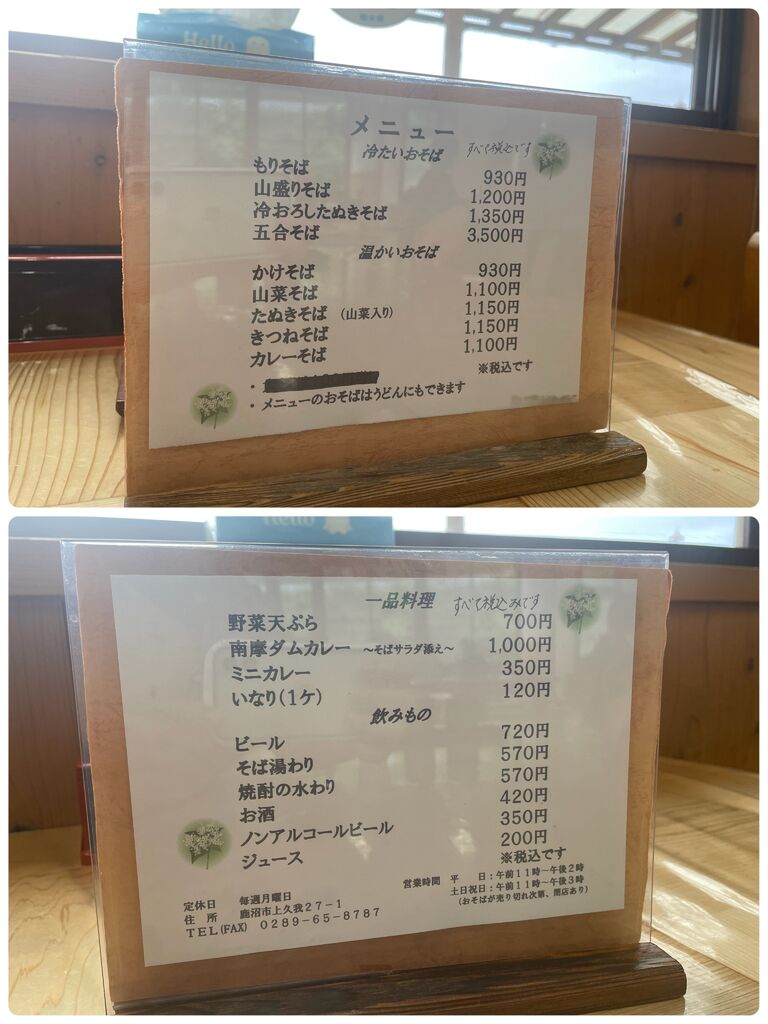 Hello
メニュー
冷たいおそば すべて税込です
もりそば 930円
山盛りそば 1,200円
冷おろしたぬきそば 1,350円
五合そば 3,500円
温かいおそば
かけそば 930円
山菜そば 1,100円
たぬきそば (山菜入り) 1,150円
きつねそば 1,150円
カレーそば 1,100円
※税込です
・メニューのおそばはうどんにもできます
Hello
一品料理 すべて税込みです
野菜天ぷら 700円
南摩ダムカレー ～そばサラダ添え～ 1,000円
ミニカレー 350円
いなり(1ケ) 120円
飲みもの
ビール 720円
そば湯わり 570円
焼酎の水わり 570円
お酒 420円
ノンアルコールビール 350円
ジュース 200円
※税込です
営業時間 平 日:午前11時～午後2時
土日祝日:午前11時～午後3時
(おそばが売り切れ次第、閉店あり)
定休日 毎週月曜日
住 所 鹿沼市上久我27-1
TEL(FAX) 0289-65-8787